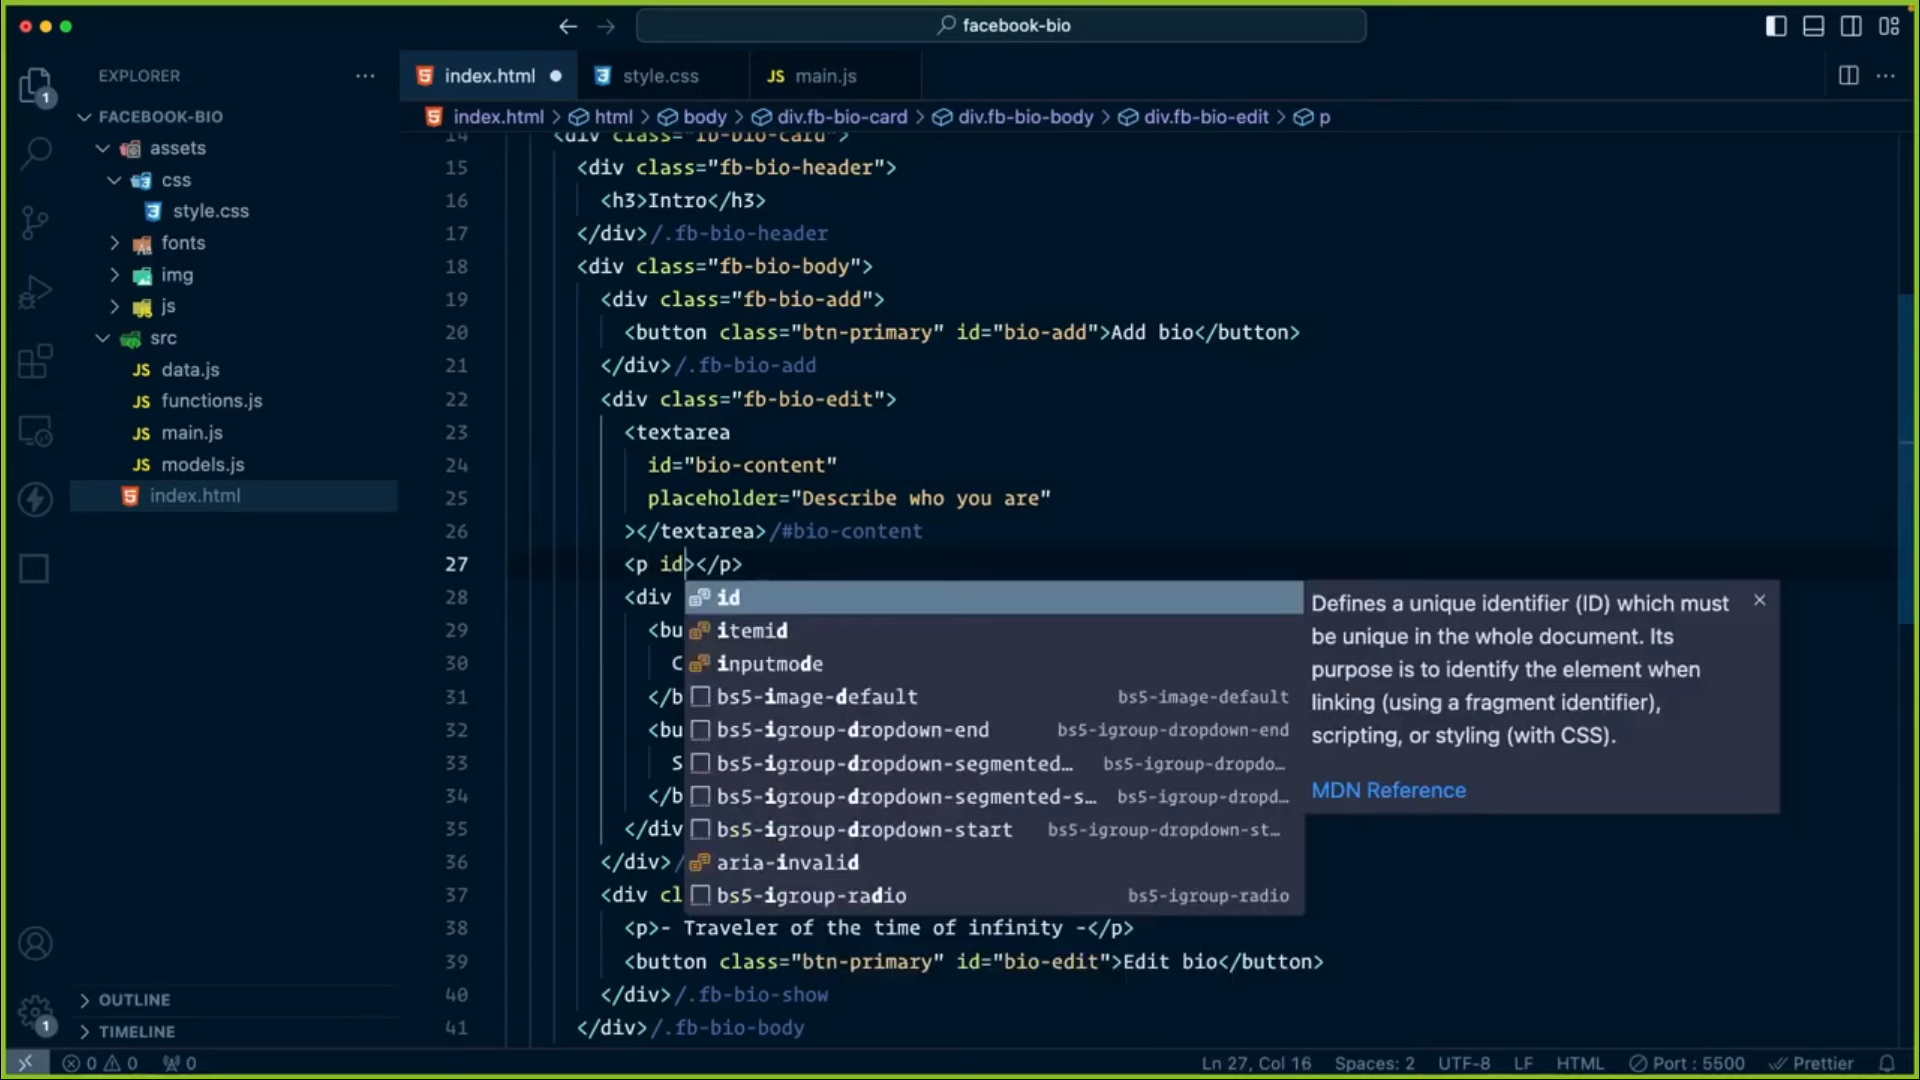 facebook-bio
EXPLORER
FACEBOOK-BIO
assets
css
style.css
fonts
img
js
src
JS data.js
JS functions.js
JS main.js
JS models.js
index.html
OUTLINE
TIMELINE
1
1
index.html
style.css
JS main.js
index.html > html > body > div.fb-bio-card > div.fb-bio-body > div.fb-bio-edit > p
14 <div class="fb-bio-card">
15 <div class="fb-bio-header">
16 <h3>Intro</h3>
17 </div>/.fb-bio-header
18 <div class="fb-bio-body">
19 <div class="fb-bio-add">
20 <button class="btn-primary" id="bio-add">Add bio</button>
21 </div>/.fb-bio-add
22 <div class="fb-bio-edit">
23 <textarea
24 id="bio-content"
25 placeholder="Describe who you are"
26 ></textarea>/#bio-content
27 <p id></p>
28 <div
29 <bu
30 C
31 </b
32 <bu
33 S
34 </b
35 </div
36 </div>/
37 <div cl
38 <p>- Traveler of the time of infinity -</p>
39 <button class="btn-primary" id="bio-edit">Edit bio</button>
40 </div>/.fb-bio-show
41 </div>/.fb-bio-body
id
itemid
inputmode
bs5-image-default bs5-image-default
bs5-igroup-dropdown-end bs5-igroup-dropdown-end
bs5-igroup-dropdown-segmented… bs5-igroup-dropdo…
bs5-igroup-dropdown-segmented-s… bs5-igroup-dropd…
bs5-igroup-dropdown-start bs5-igroup-dropdown-st…
aria-invalid
bs5-igroup-radio bs5-igroup-radio
Defines a unique identifier (ID) which must
be unique in the whole document. Its
purpose is to identify the element when
linking (using a fragment identifier),
scripting, or styling (with CSS).
MDN Reference
0 0 0 Ln 27, Col 16 Spaces: 2 UTF-8 LF HTML Port : 5500 Prettier